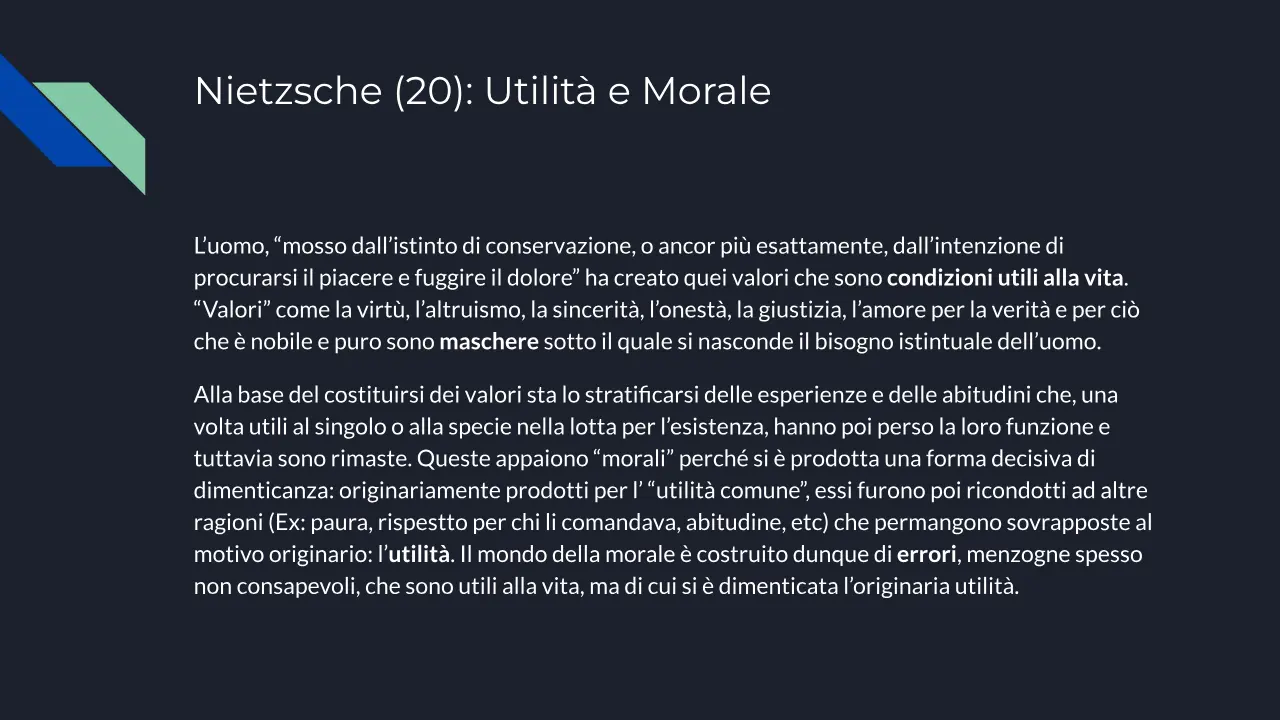 Nietzsche (20): Utilità e Morale
L’uomo, “mosso dall’istinto di conservazione, o ancor più esattamente, dall’intenzione di
procurarsi il piacere e fuggire il dolore” ha creato quei valori che sono condizioni utili alla vita.
“Valori” come la virtù, l’altruismo, la sincerità, l’onestà, la giustizia, l’amore per la verità e per ciò
che è nobile e puro sono maschere sotto il quale si nasconde il bisogno istintuale dell’uomo.
Alla base del costituirsi dei valori sta lo stratificarsi delle esperienze e delle abitudini che, una
volta utili al singolo o alla specie nella lotta per l’esistenza, hanno poi perso la loro funzione e
tuttavia sono rimaste. Queste appaiono “morali” perché si è prodotta una forma decisiva di
dimenticanza: originariamente prodotti per l’ “utilità comune”, essi furono poi ricondotti ad altre
ragioni (Ex: paura, rispestto per chi li comandava, abitudine, etc) che permangono sovrapposte al
motivo originario: l’utilità. Il mondo della morale è costruito dunque di errori, menzogne spesso
non consapevoli, che sono utili alla vita, ma di cui si è dimenticata l’originaria utilità.